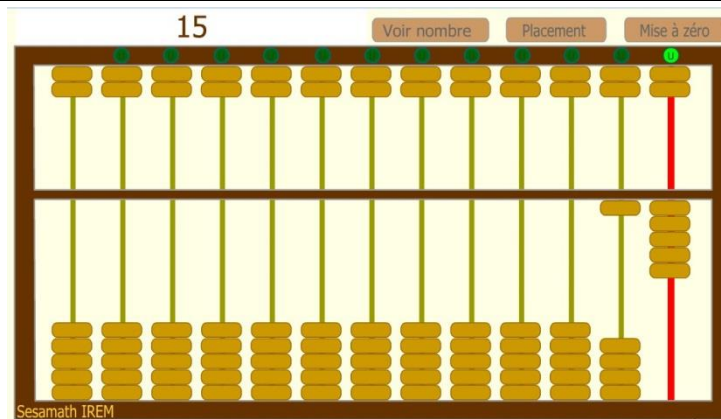 15
Voir nombre
Placement
Mise à zéro
U
Sesamath IREM